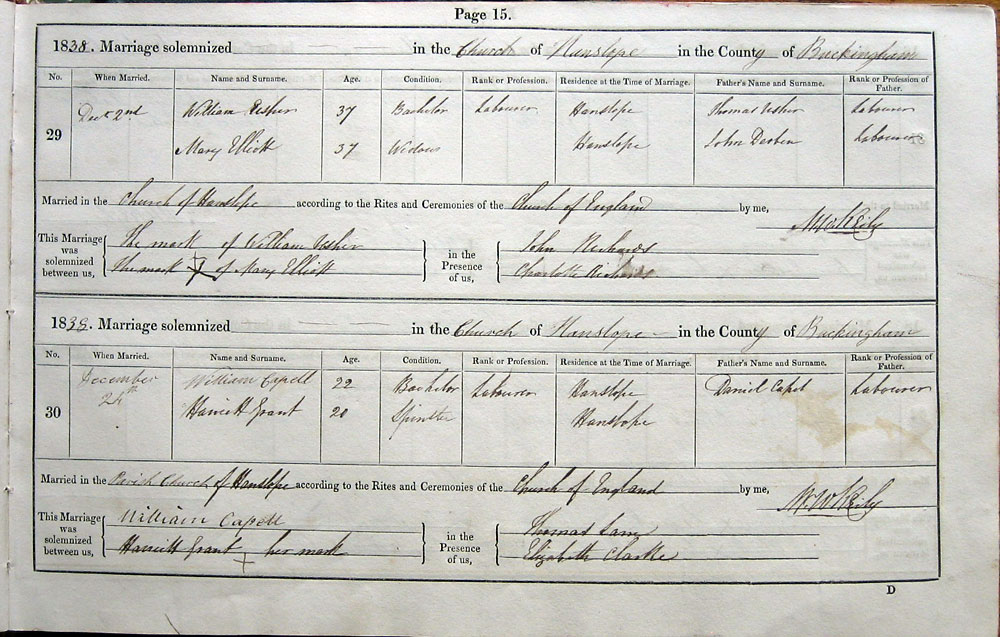 Page 15.
1838. Marriage solemnized in the Church of Hanslope in the County of Buckingham
No. When Married. Name and Surname. Age. Condition. Rank or Profession. Residence at the Time of Marriage. Father's Name and Surname. Rank or Profession of Father.
29 Decr 2nd William Usher 37 Bachelor Labourer Hanslope Thomas Usher Labourer
Mary Elliott 37 Widow Hanslope John Labourer
Married in the Church of Hanslope according to the Rites and Ceremonies of the Church of England by me,
This Marriage was solemnized between us, The mark of William Usher in the Presence of us, John Richards
The mark of Mary Elliott Charlotte Richards
1838. Marriage solemnized in the Church of Hanslope in the County of Buckingham
No. When Married. Name and Surname. Age. Condition. Rank or Profession. Residence at the Time of Marriage. Father's Name and Surname. Rank or Profession of Father.
30 December 24th William Capell 22 Bachelor Labourer Hanslope Daniel Capel Labourer
Harriett Grant 20 Spinster Hanslope
Married in the Parish Church of Hanslope according to the Rites and Ceremonies of the Church of England by me,
This Marriage was solemnized between us, William Capell in the Presence of us, Thomas
Harriett Grant her mark Elizabeth Clarke
D